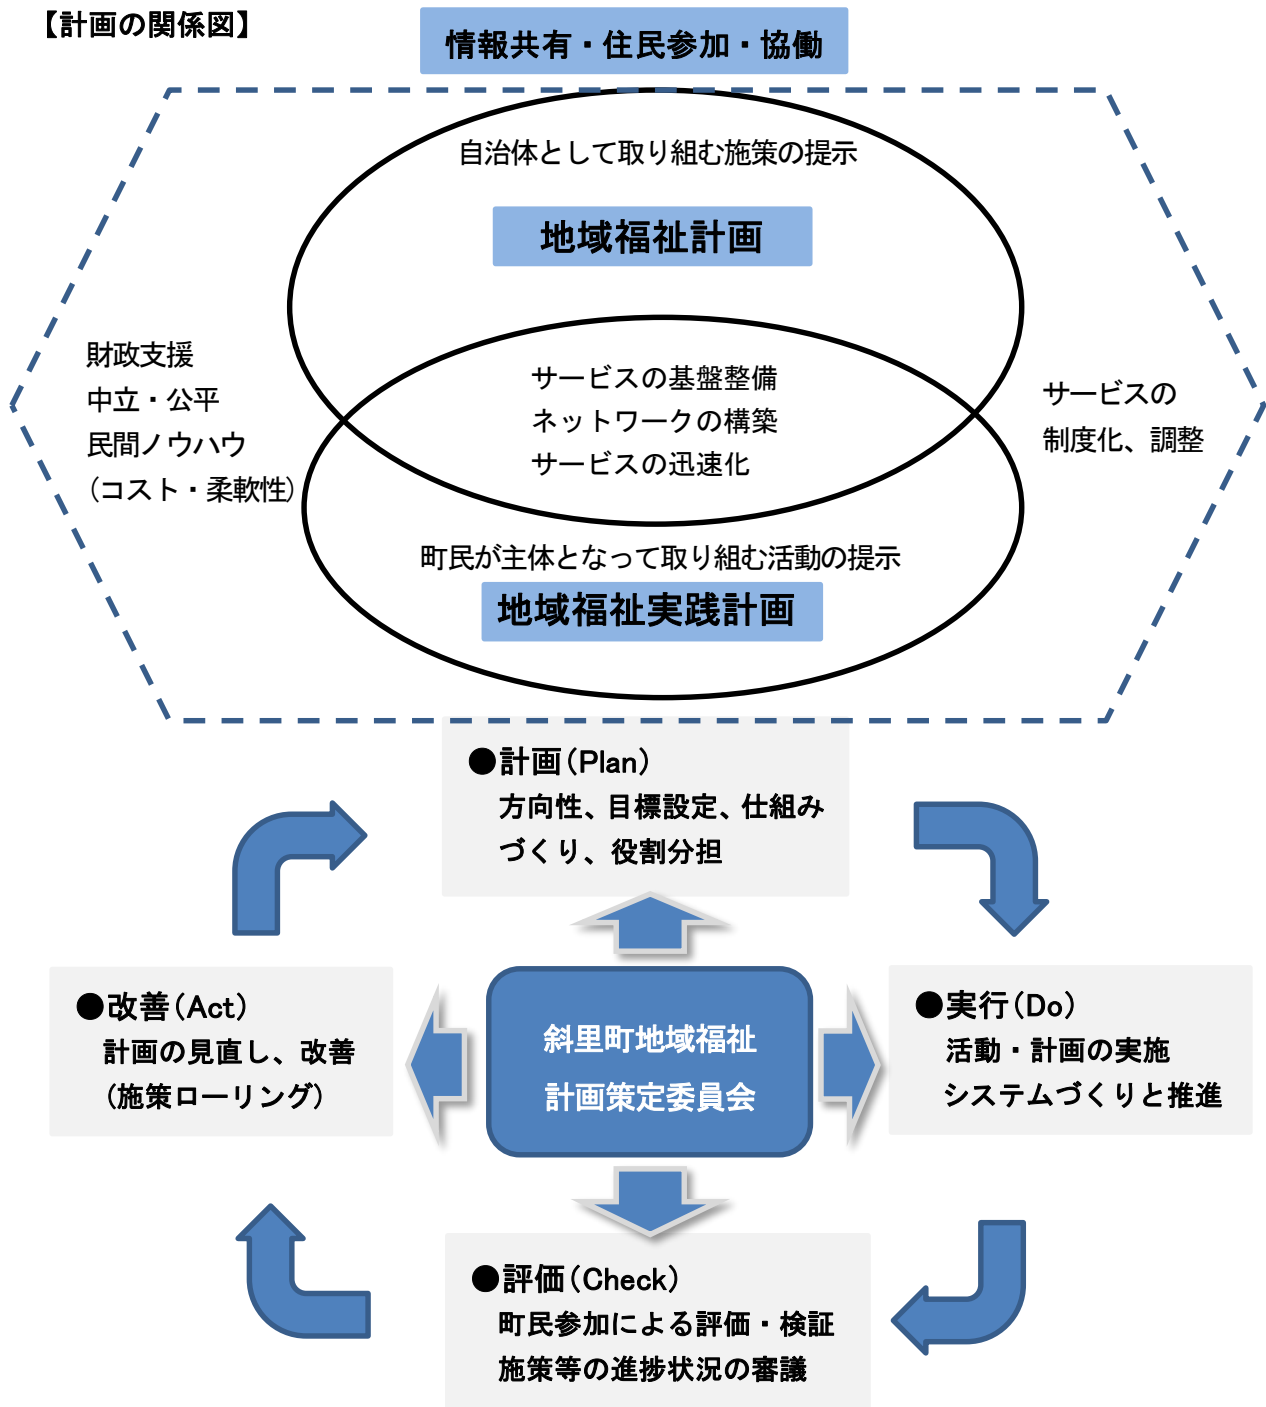 【計画の関係図】
情報共有・住民参加・協働
自治体として取り組む施策の提示
地域福祉計画
財政支援
中立・公平
民間ノウハウ
（コスト・柔軟性）
サービスの基盤整備
ネットワークの構築
サービスの迅速化
サービスの
制度化、調整
町民が主体となって取り組む活動の提示
地域福祉実践計画
●計画（Plan）
方向性、目標設定、仕組み
づくり、役割分担
●改善（Act）
計画の見直し、改善
（施策ローリング）
斜里町地域福祉
計画策定委員会
●実行（Do）
活動・計画の実施
システムづくりと推進
●評価（Check）
町民参加による評価・検証
施策等の進捗状況の審議